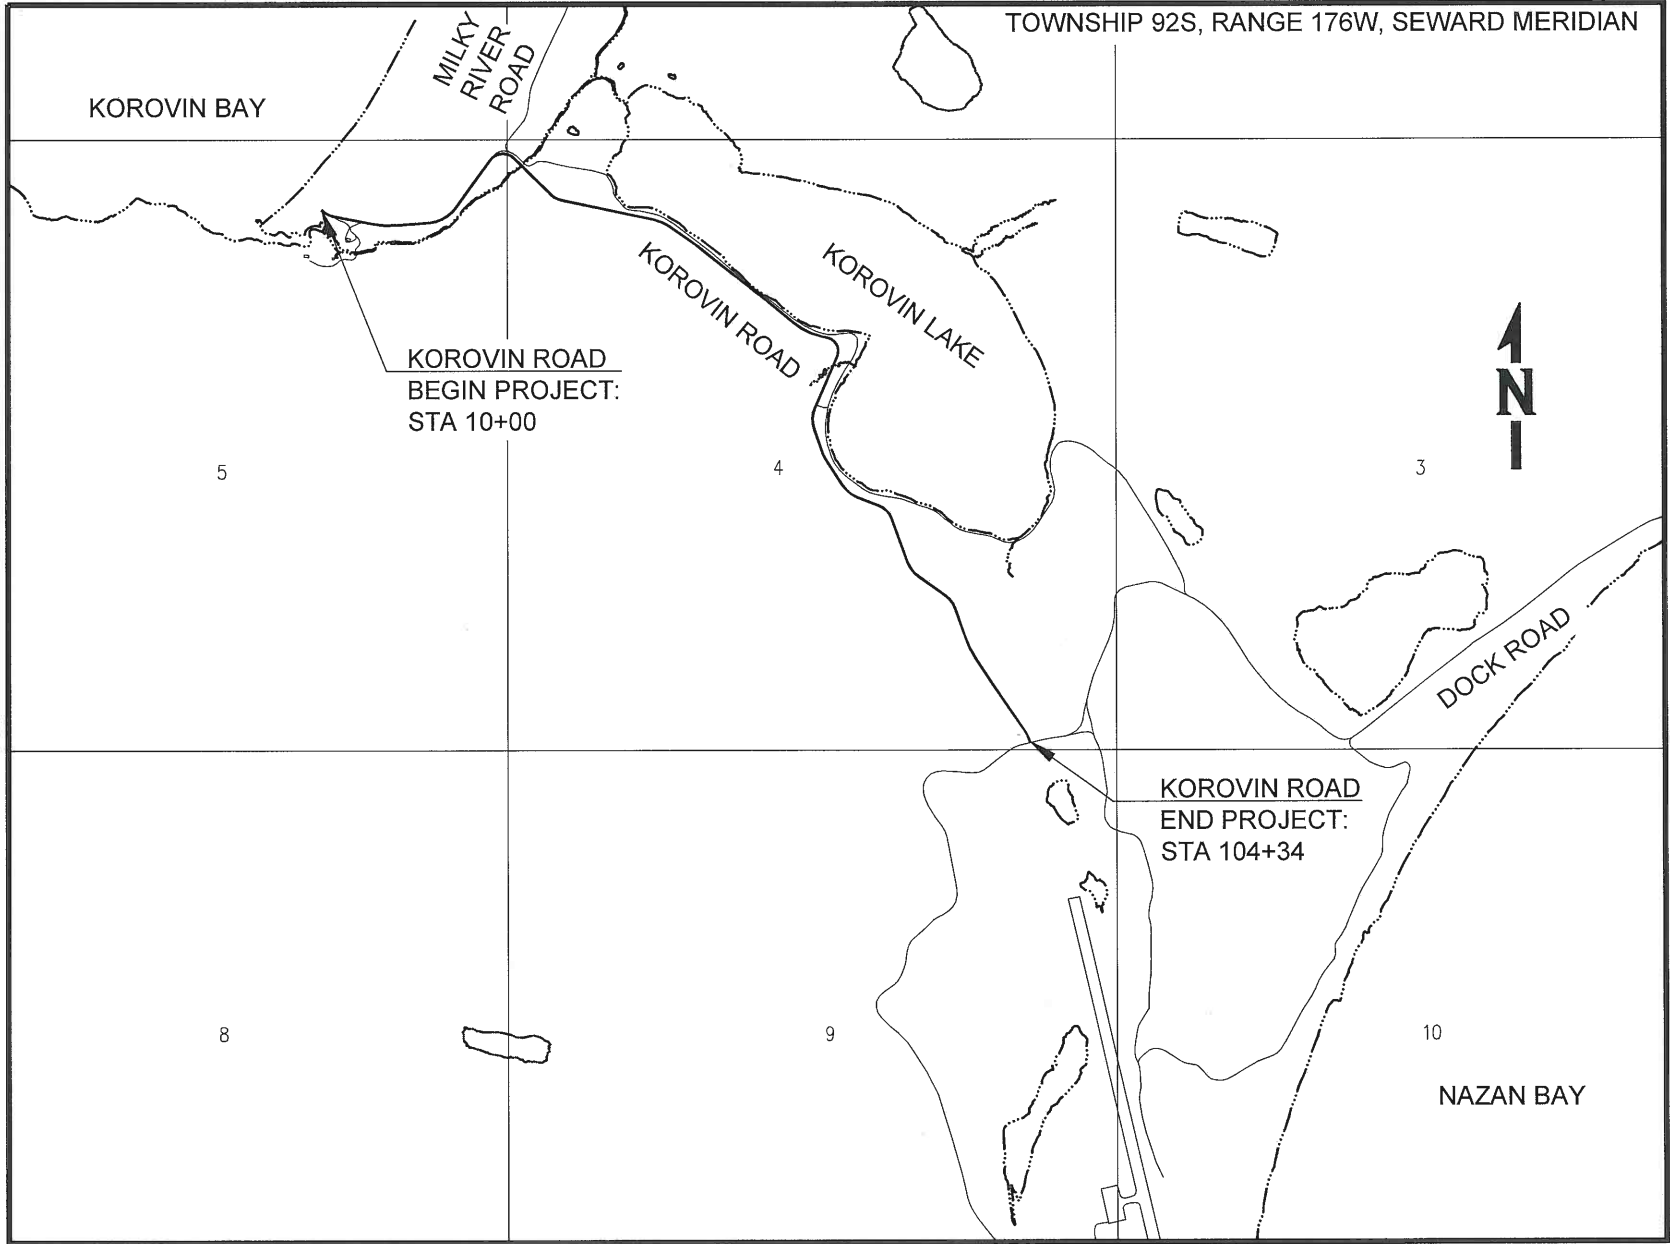 TOWNSHIP 92S, RANGE 176W, SEWARD MERIDIAN
MILKY
RIVER
ROAD
KOROVIN BAY
KOROVIN ROAD
KOROVIN LAKE
KOROVIN ROAD
BEGIN PROJECT:
STA 10+00
N
5
4
3
DOCK ROAD
KOROVIN ROAD
END PROJECT:
STA 104+34
8
9
10
NAZAN BAY